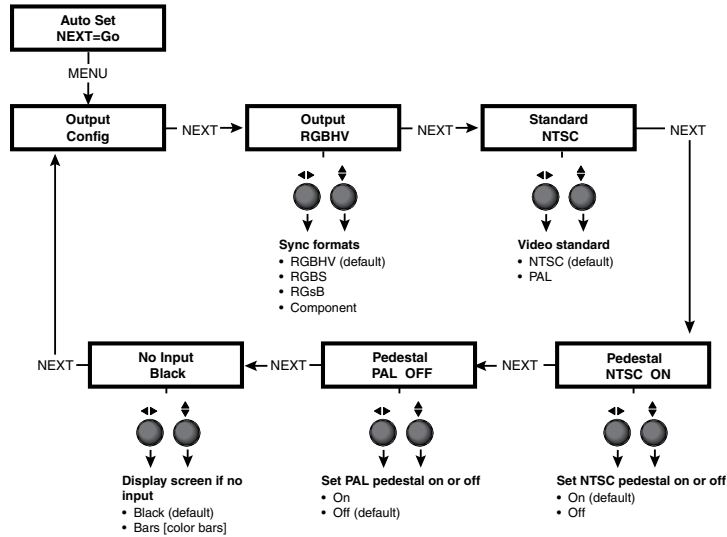 Auto Set
NEXT=Go
MENU
Output
Config
NEXT
Output
RGBHV
NEXT
Standard
NTSC
NEXT
Sync formats
• RGBHV (default)
• RGBS
• RGsB
• Component
Video standard
• NTSC (default)
• PAL
NEXT
No Input
Black
NEXT
Pedestal
PAL OFF
NEXT
Pedestal
NTSC ON
Display screen if no
input
• Black (default)
• Bars [color bars]
Set PAL pedestal on or off
• On
• Off (default)
Set NTSC pedestal on or off
• On (default)
• Off